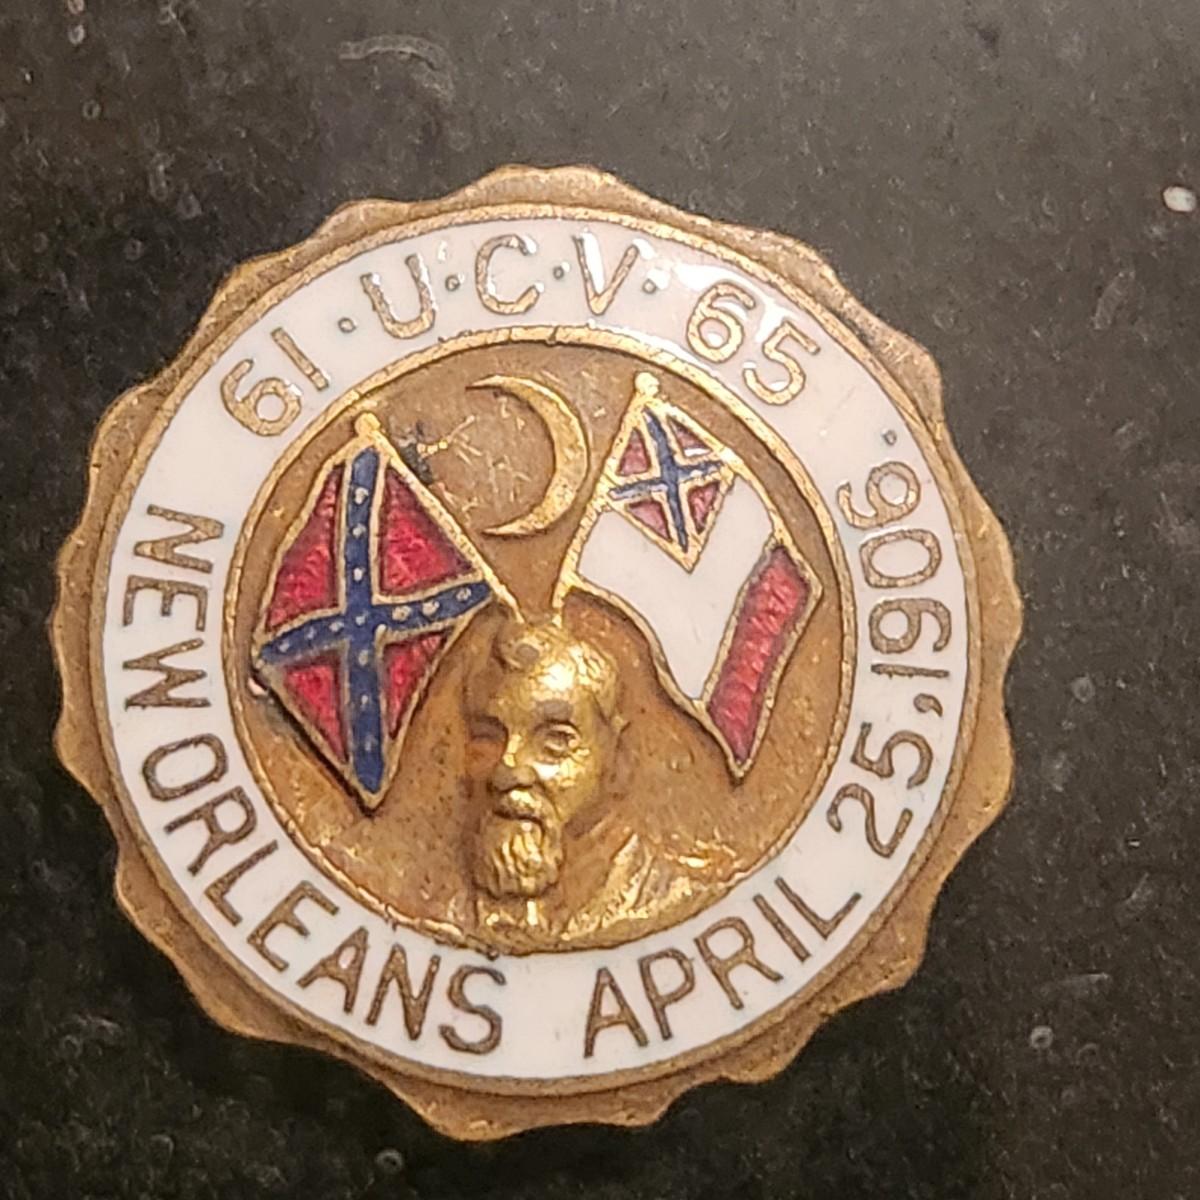 61 · U · C · V · 65 ·
NEW ORLEANS APRIL 25, 1906